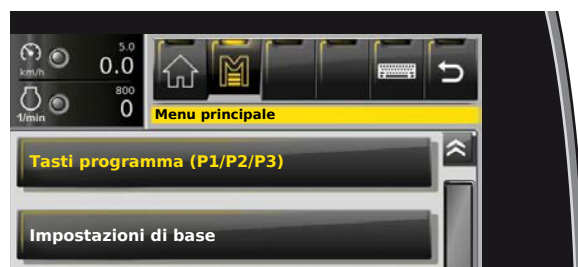 5.0
km/h 0.0
800
1/min 0
Menu principale
Tasti programma (P1/P2/P3)
Impostazioni di base